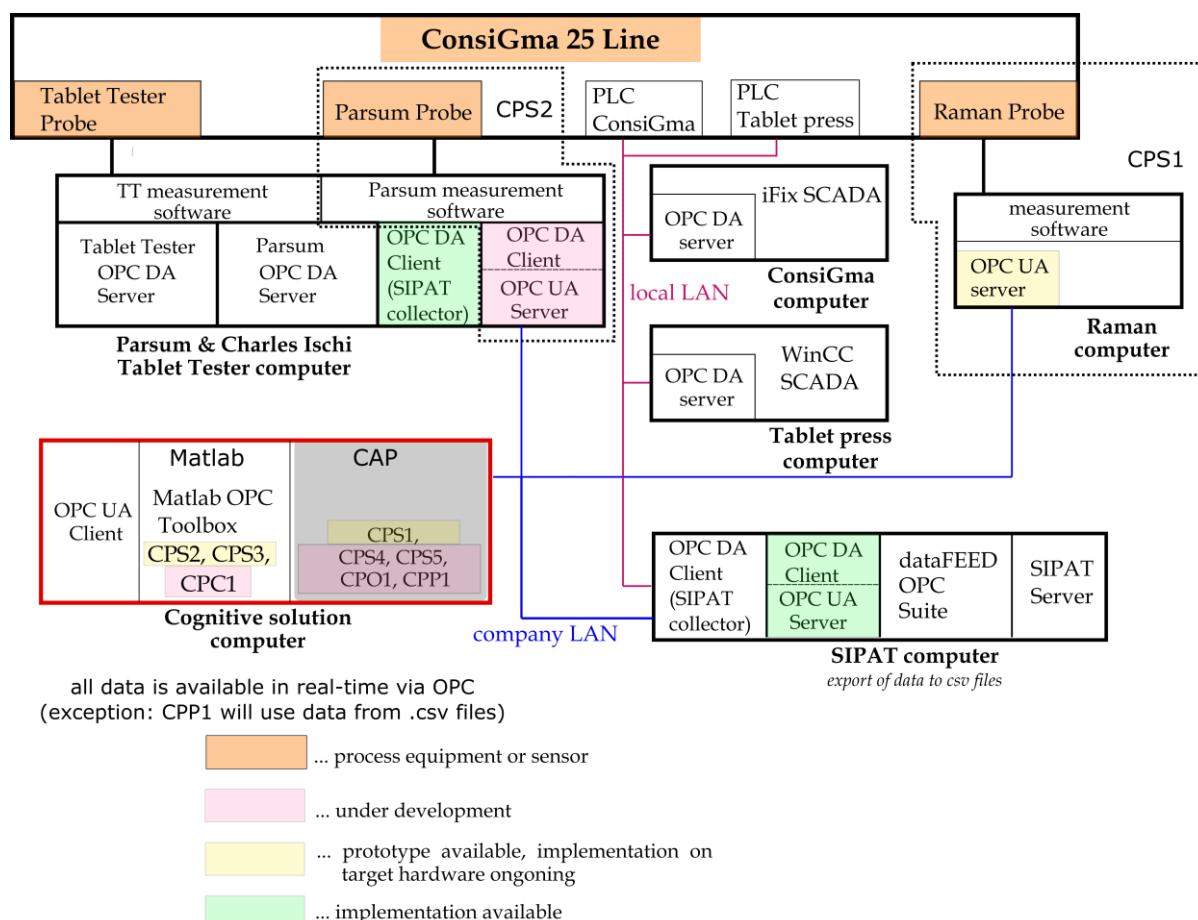 ConsiGma 25 Line
Tablet Tester
Probe
Parsum Probe
CPS2
PLC
ConsiGma
PLC
Tablet press
Raman Probe
CPS1
TT measurement
software
Parsum measurement
software
Tablet Tester
OPC DA
Server
Parsum
OPC DA
Server
OPC DA
Client
(SIPAT
collector)
OPC DA
Client
OPC UA
Server
Parsum & Charles Ischi
Tablet Tester computer
iFix SCADA
OPC DA
server
ConsiGma
computer
local LAN
measurement
software
OPC UA
server
Raman
computer
WinCC
SCADA
OPC DA
server
Tablet press
computer
OPC UA
Client
Matlab
Matlab OPC
Toolbox
CPS2, CPS3,
CPC1
CAP
CPS1,
CPS4, CPS5,
CPO1, CPP1
Cognitive solution
computer
company LAN
OPC DA
Client
(SIPAT
collector)
OPC DA
Client
OPC UA
Server
dataFEED
OPC
Suite
SIPAT
Server
SIPAT computer
export of data to csv files
all data is available in real-time via OPC
(exception: CPP1 will use data from .csv files)
... process equipment or sensor
... under development
... prototype available, implementation on
target hardware ongoing
... implementation available